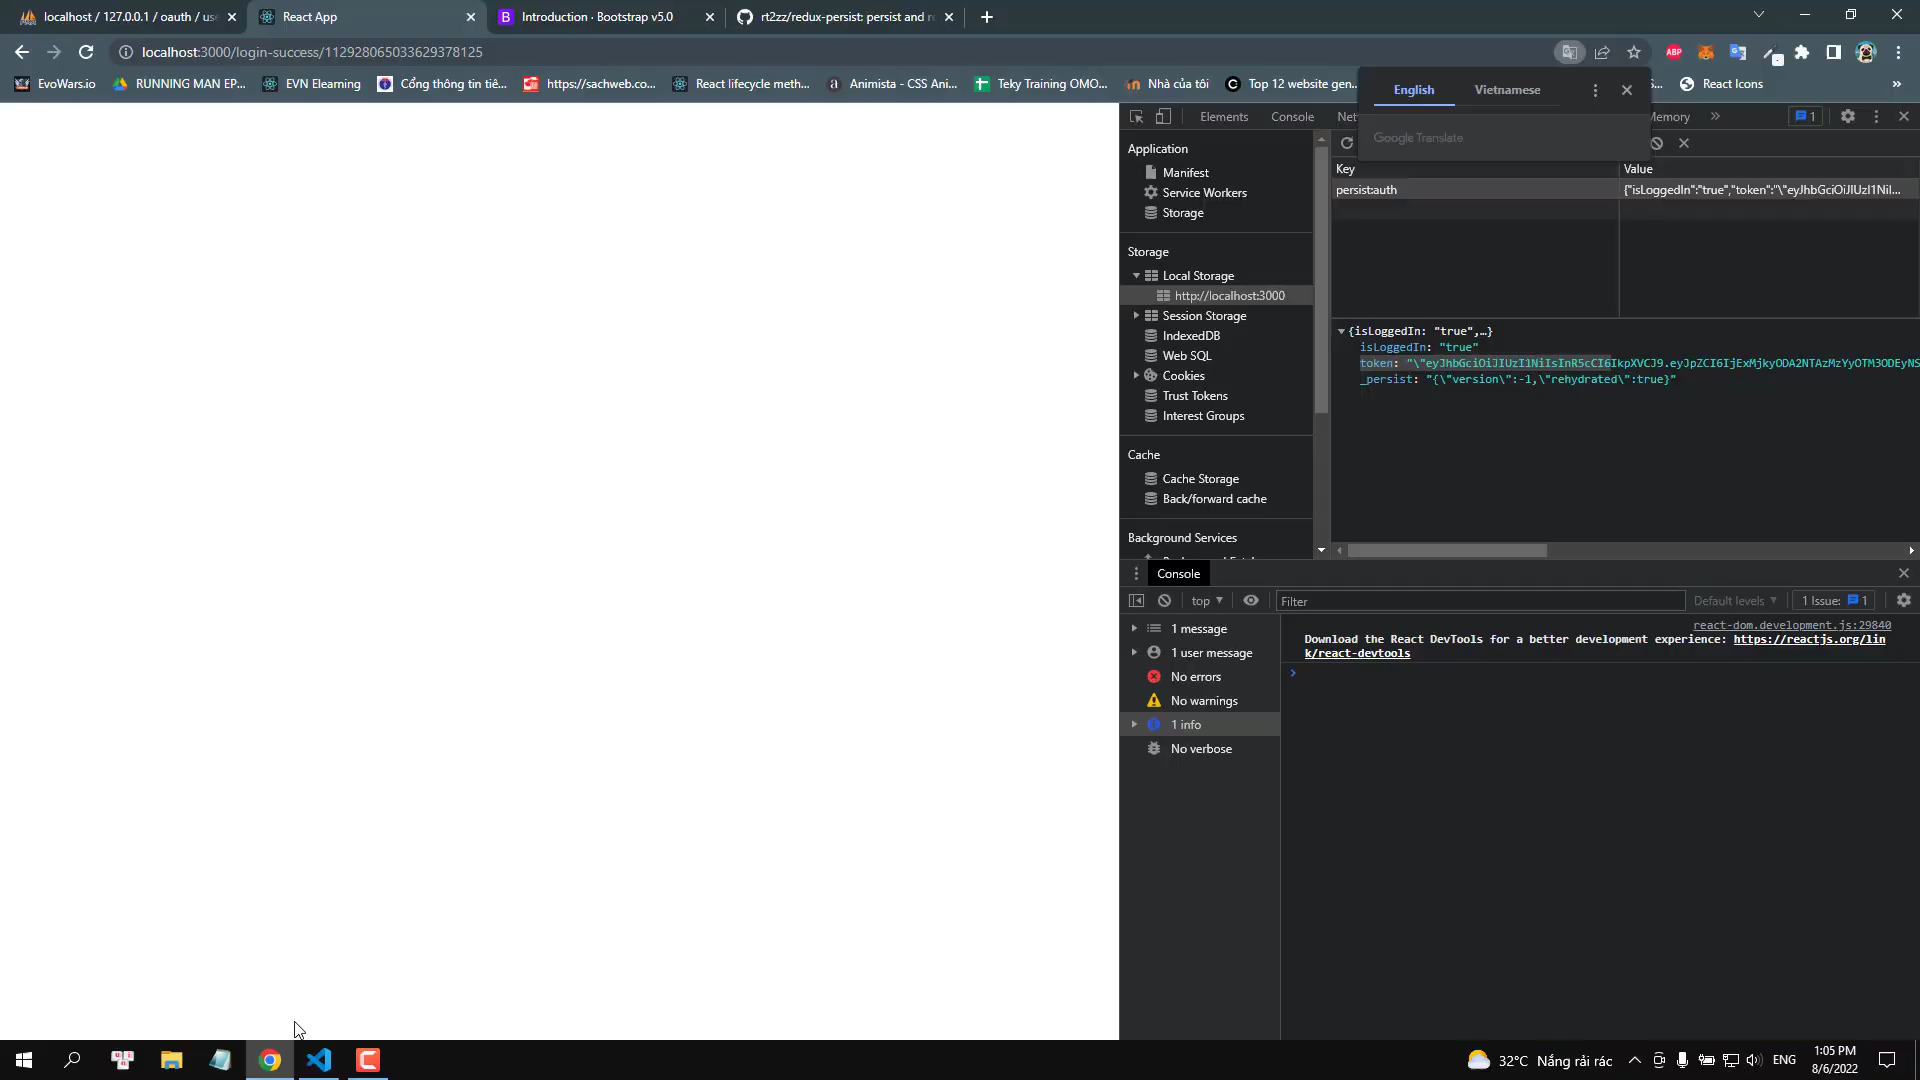 localhost / 127.0.0.1 / oauth / us
React App
Introduction · Bootstrap v5.0
rt2zz/redux-persist: persist and r
localhost:3000/login-success/112928065033629378125
ABP
EvoWars.io
RUNNING MAN EP...
EVN Elearning
Cổng thông tin tiê...
https://sachweb.co...
React lifecycle meth...
Animista - CSS Ani...
Teky Training OMO...
Nhà của tôi
Top 12 website gen...
React Icons
English
Vietnamese
Google Translate
Elements
Console
Net
Memory
1
Application
Manifest
Service Workers
Storage
Storage
Local Storage
http://localhost:3000
Session Storage
IndexedDB
Web SQL
Cookies
Trust Tokens
Interest Groups
Cache
Cache Storage
Back/forward cache
Background Services
Key
Value
persist:auth
{"isLoggedIn":"true","token":"\"eyJhbGciOiJIUzI1NiI...
{isLoggedIn: "true",…}
isLoggedIn: "true"
token: "\"eyJhbGciOiJIUzI1NiIsInR5cCI6IkpXVCJ9.eyJpZCI6IjExMjkyODA2NTAzMzYyOTM3ODEyNS
_persist: "{\"version\":-1,\"rehydrated\":true}"
Console
top
Filter
Default levels
1 Issue:
1
1 message
1 user message
No errors
No warnings
1 info
No verbose
react-dom.development.js:29840
Download the React DevTools for a better development experience: https://reactjs.org/lin
k/react-devtools
32°C Nắng rải rác
ENG
1:05 PM
8/6/2022